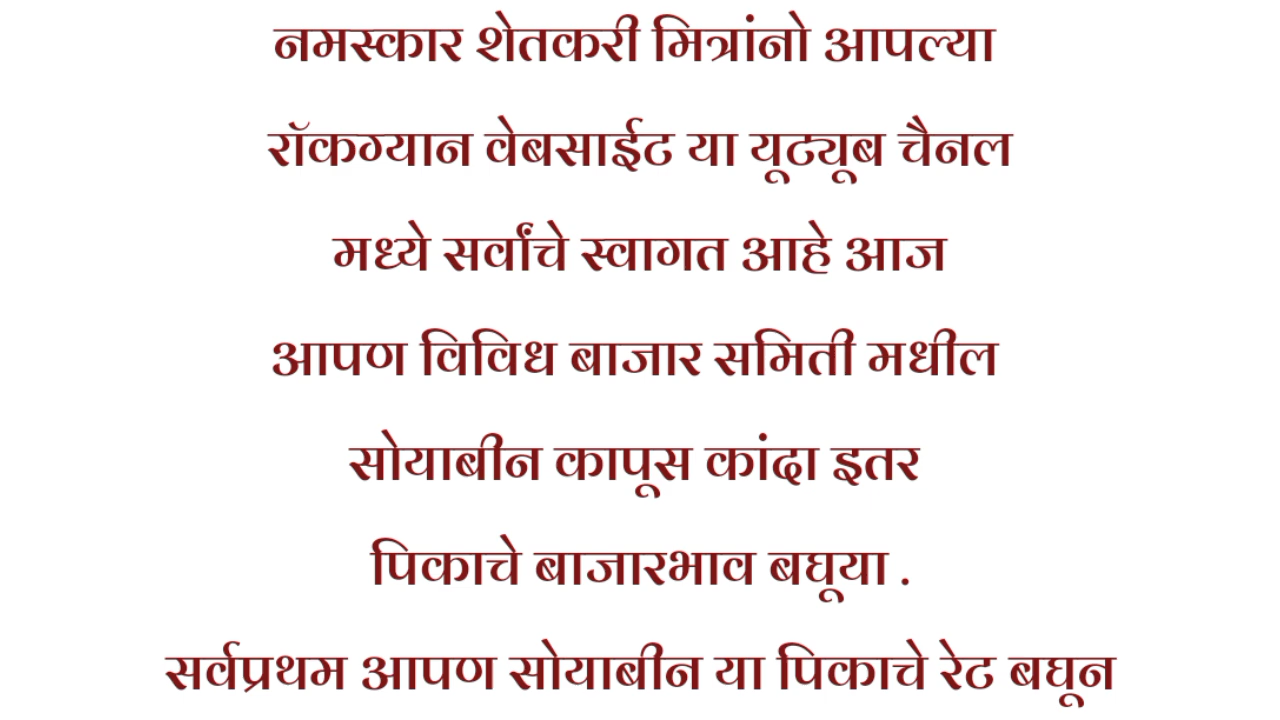 नमस्कार शेतकरी मित्रांनो आपल्या
रॉकग्यान वेबसाईट या यूट्यूब चैनल
मध्ये सर्वांचे स्वागत आहे आज
आपण विविध बाजार समिती मधील
सोयाबीन कापूस कांदा इतर
पिकाचे बाजारभाव बघूया .
सर्वप्रथम आपण सोयाबीन या पिकाचे रेट बघून